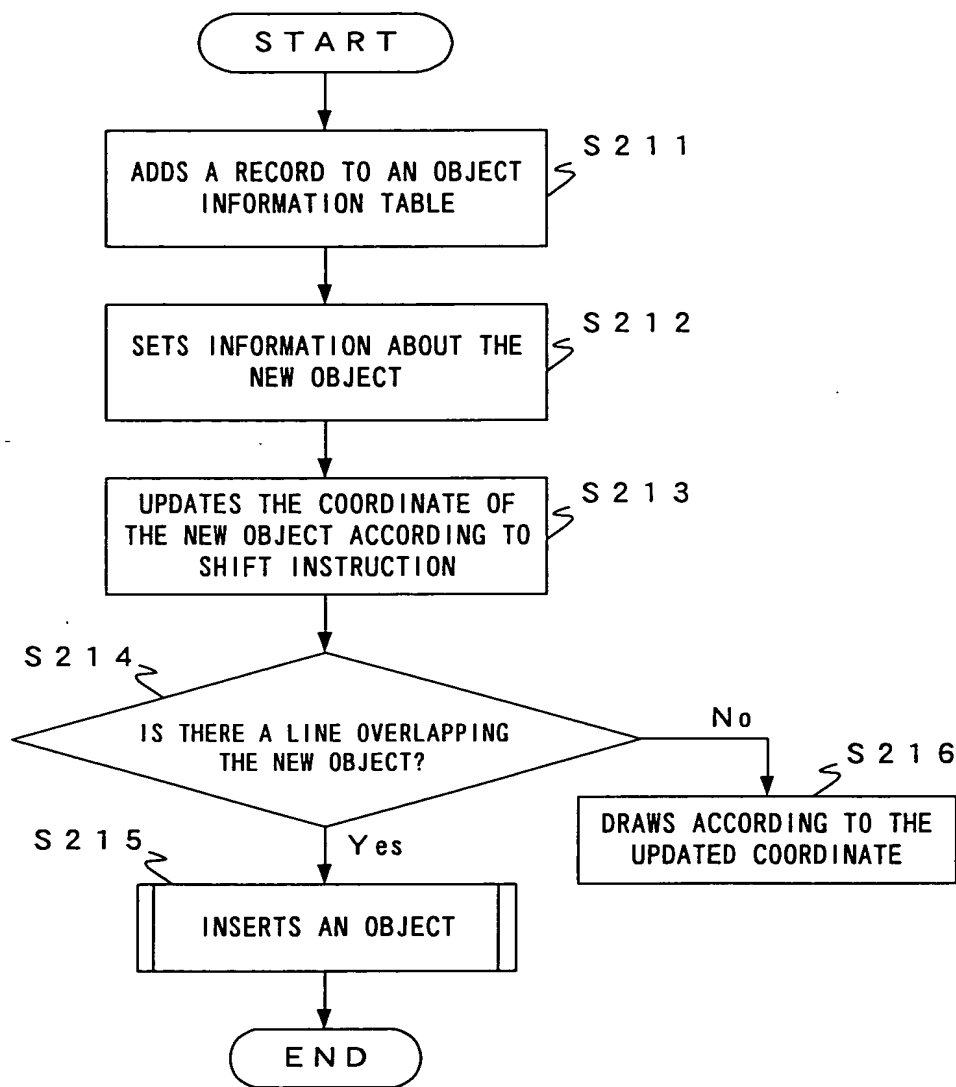 START
S211
ADDS A RECORD TO AN OBJECT
INFORMATION TABLE
S212
SETS INFORMATION ABOUT THE
NEW OBJECT
S213
UPDATES THE COORDINATE OF
THE NEW OBJECT ACCORDING TO
SHIFT INSTRUCTION
S214
IS THERE A LINE OVERLAPPING
THE NEW OBJECT?
No
S216
DRAWS ACCORDING TO THE
UPDATED COORDINATE
S215
Yes
INSERTS AN OBJECT
END